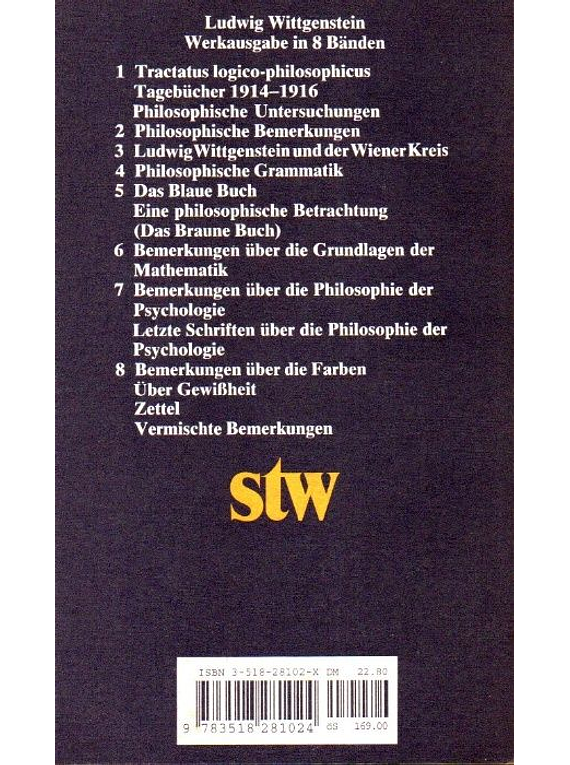 Ludwig Wittgenstein
Werkausgabe in 8 Bänden
1 Tractatus logico-philosophicus
Tagebücher 1914–1916
Philosophische Untersuchungen
2 Philosophische Bemerkungen
3 Ludwig Wittgenstein und der Wiener Kreis
4 Philosophische Grammatik
5 Das Blaue Buch
Eine philosophische Betrachtung
(Das Braune Buch)
6 Bemerkungen über die Grundlagen der
Mathematik
7 Bemerkungen über die Philosophie der
Psychologie
Letzte Schriften über die Philosophie der
Psychologie
8 Bemerkungen über die Farben
Über Gewißheit
Zettel
Vermischte Bemerkungen
stw
ISBN 3-518-28102-X DM 22.80
9 783518 281024 öS 169.00